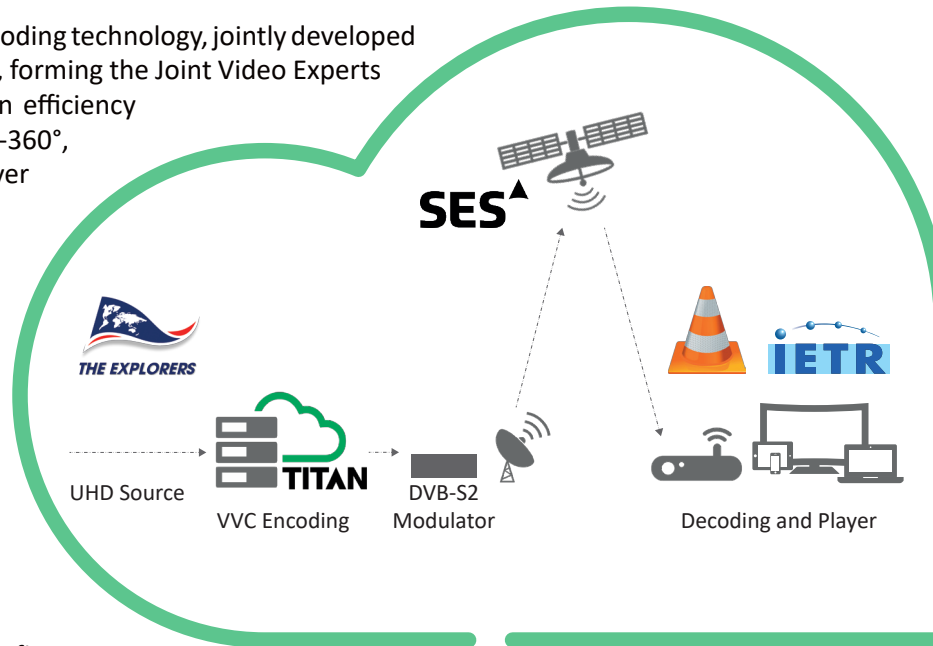 oding technology, jointly developed
, forming the Joint Video Experts
n efficiency
-360°,
ver
SES
THE EXPLORERS
iETR
TITAN
UHD Source
DVB-S2
VVC Encoding
Modulator
Decoding and Player